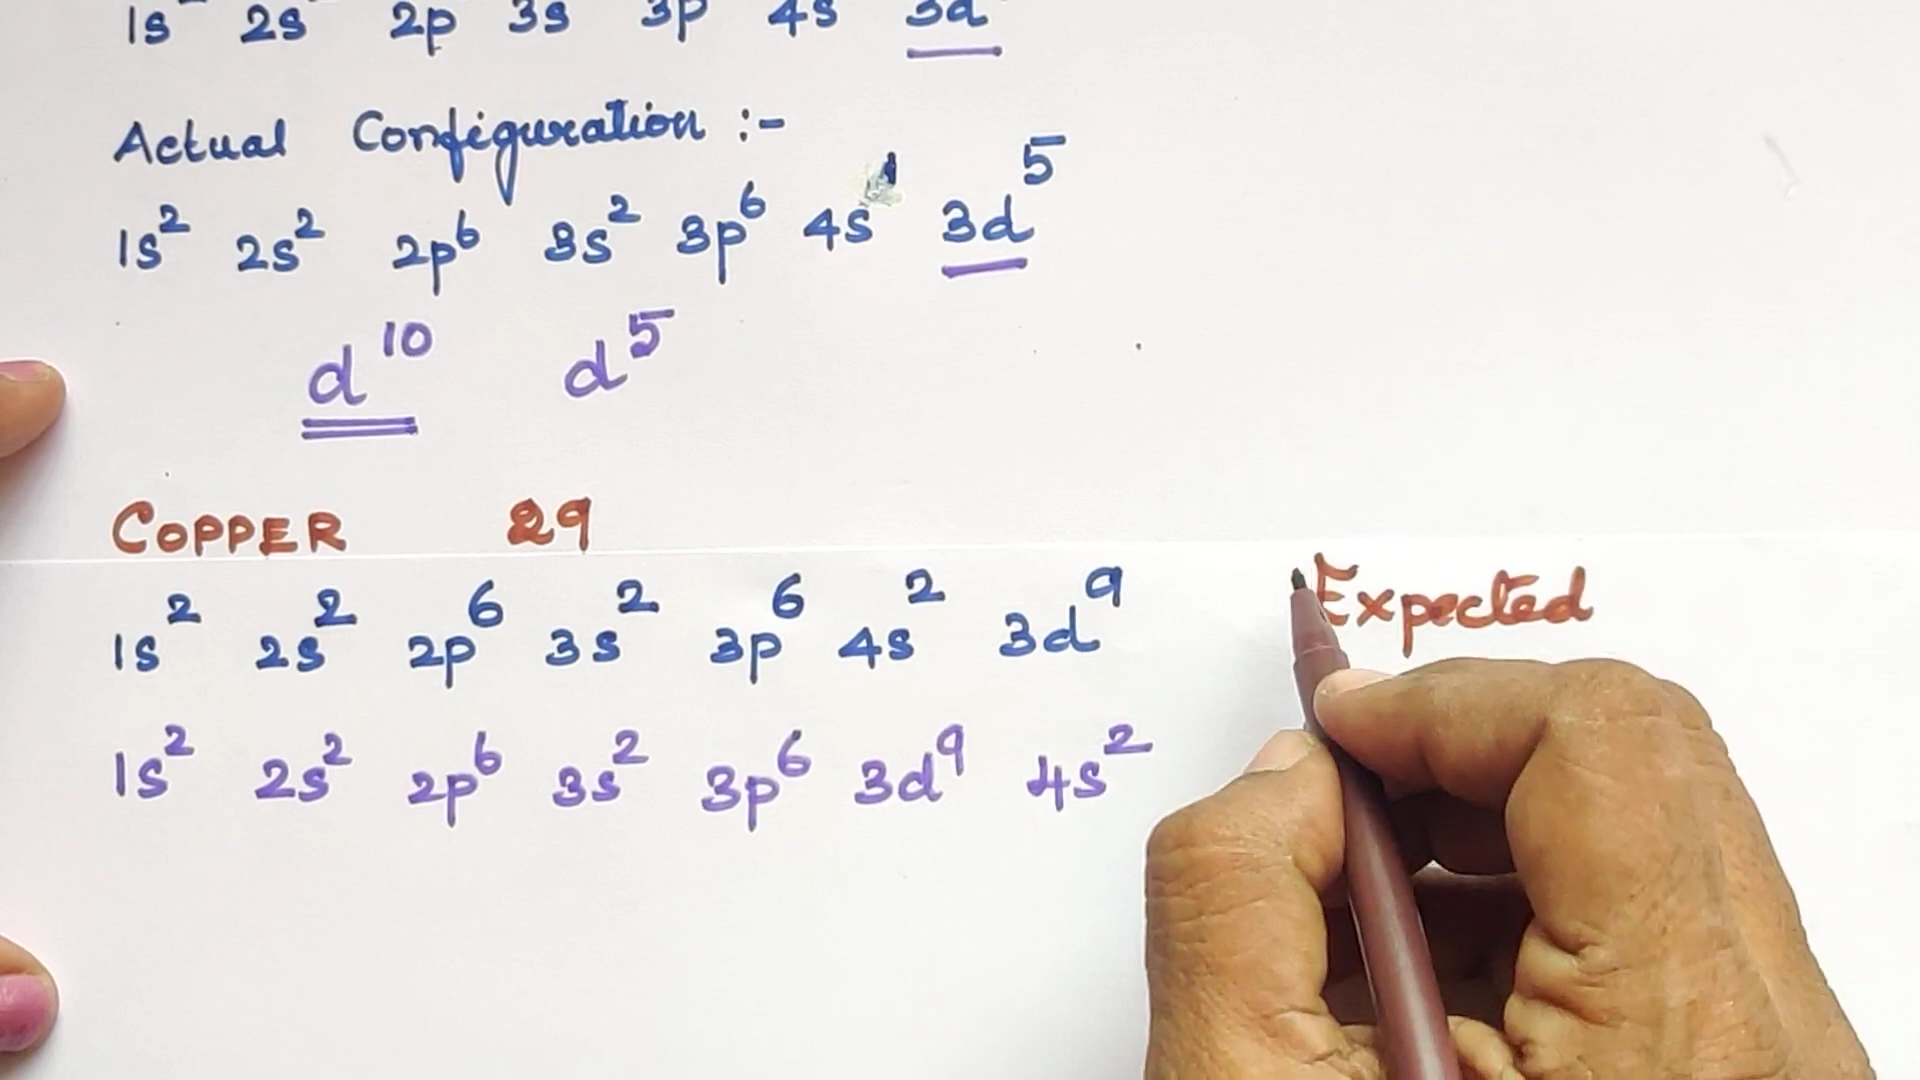 1s 2s 2p 3s 3p 4s 3d
Actual Configuration :-
1s² 2s² 2p⁶ 3s² 3p⁶ 4s¹ 3d⁵
d¹⁰ d⁵
COPPER 29
1s² 2s² 2p⁶ 3s² 3p⁶ 4s² 3d⁹ Expected
1s² 2s² 2p⁶ 3s² 3p⁶ 3d⁹ 4s²